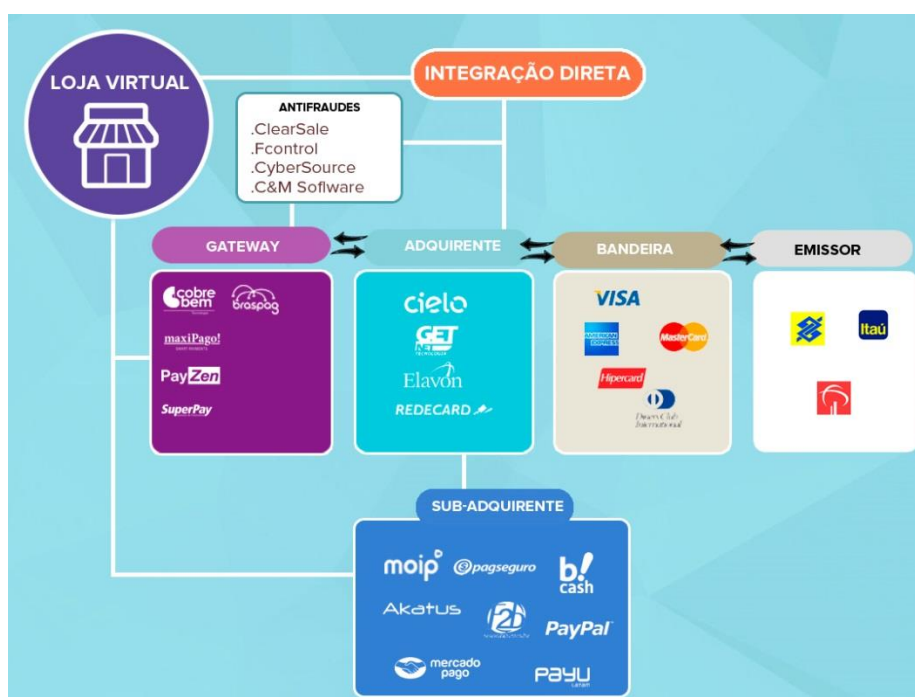 LOJA VIRTUAL
INTEGRAÇÃO DIRETA
ANTIFRAUDES
.ClearSale
.Fcontrol
.CyberSource
.C&M Soflware
GATEWAY
ADQUIRENTE
BANDEIRA
EMISSOR
cobre
bem
braspag
maxiPago!
PayZen
SuperPay
cielo
GET
NET
Elavon
REDECARD
VISA
AMERICAN
EXPRESS
MasterCard
Hipercard
Diners Club
International
Itaú
SUB-ADQUIRENTE
moip
pagseguro
b!
cash
Akatus
PayPal
mercado
pago
PayU